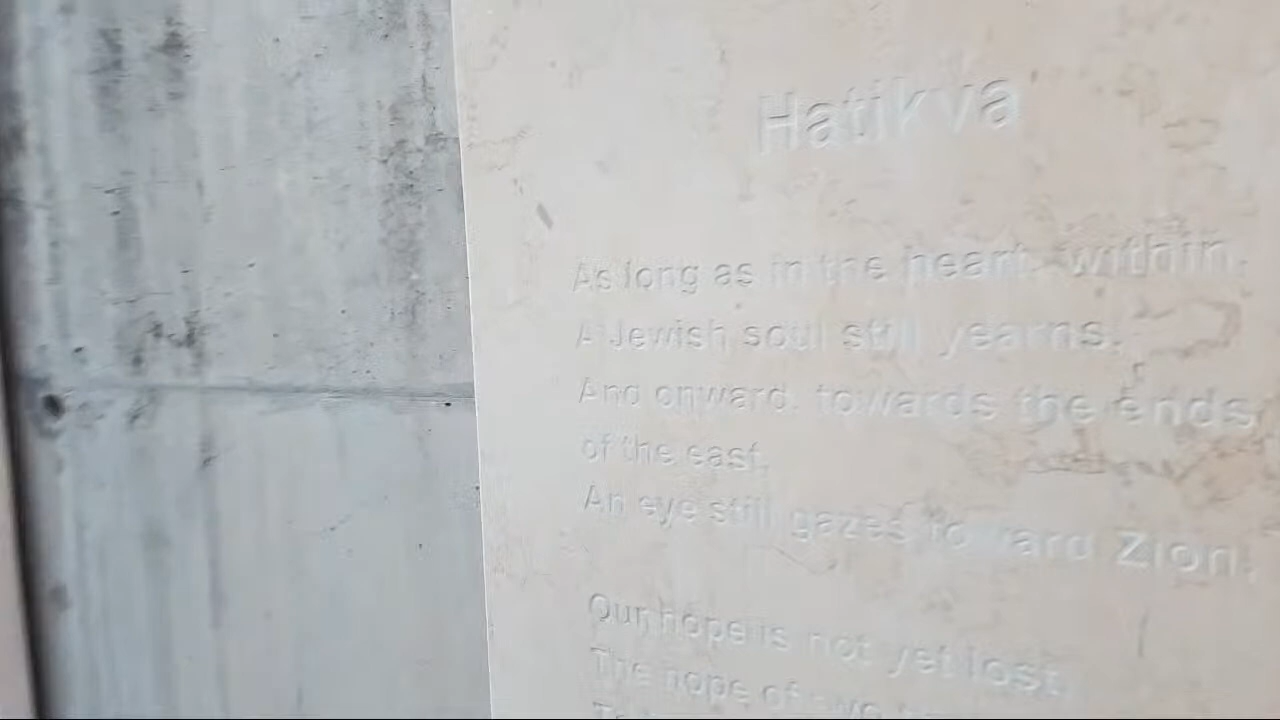 Hatikva
As long as in the heart, within,
A Jewish soul still yearns,
And onward, towards the ends
of the east,
An eye still gazes toward Zion;
Our hope is not yet lost,
The hope of two